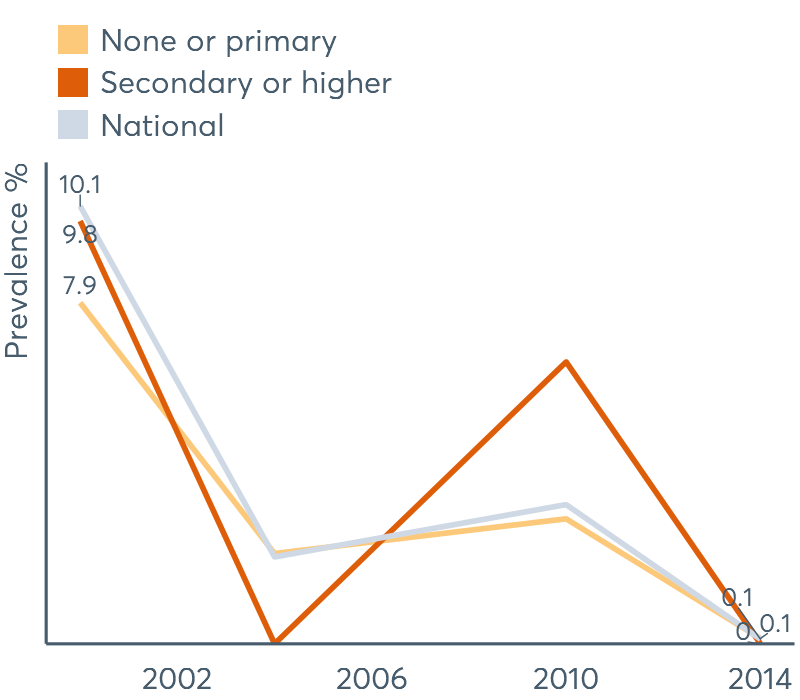 None or primary
Secondary or higher
National
Prevalence %
10.1
9.8
7.9
0.1
0.1
2002
2006
2010
2014